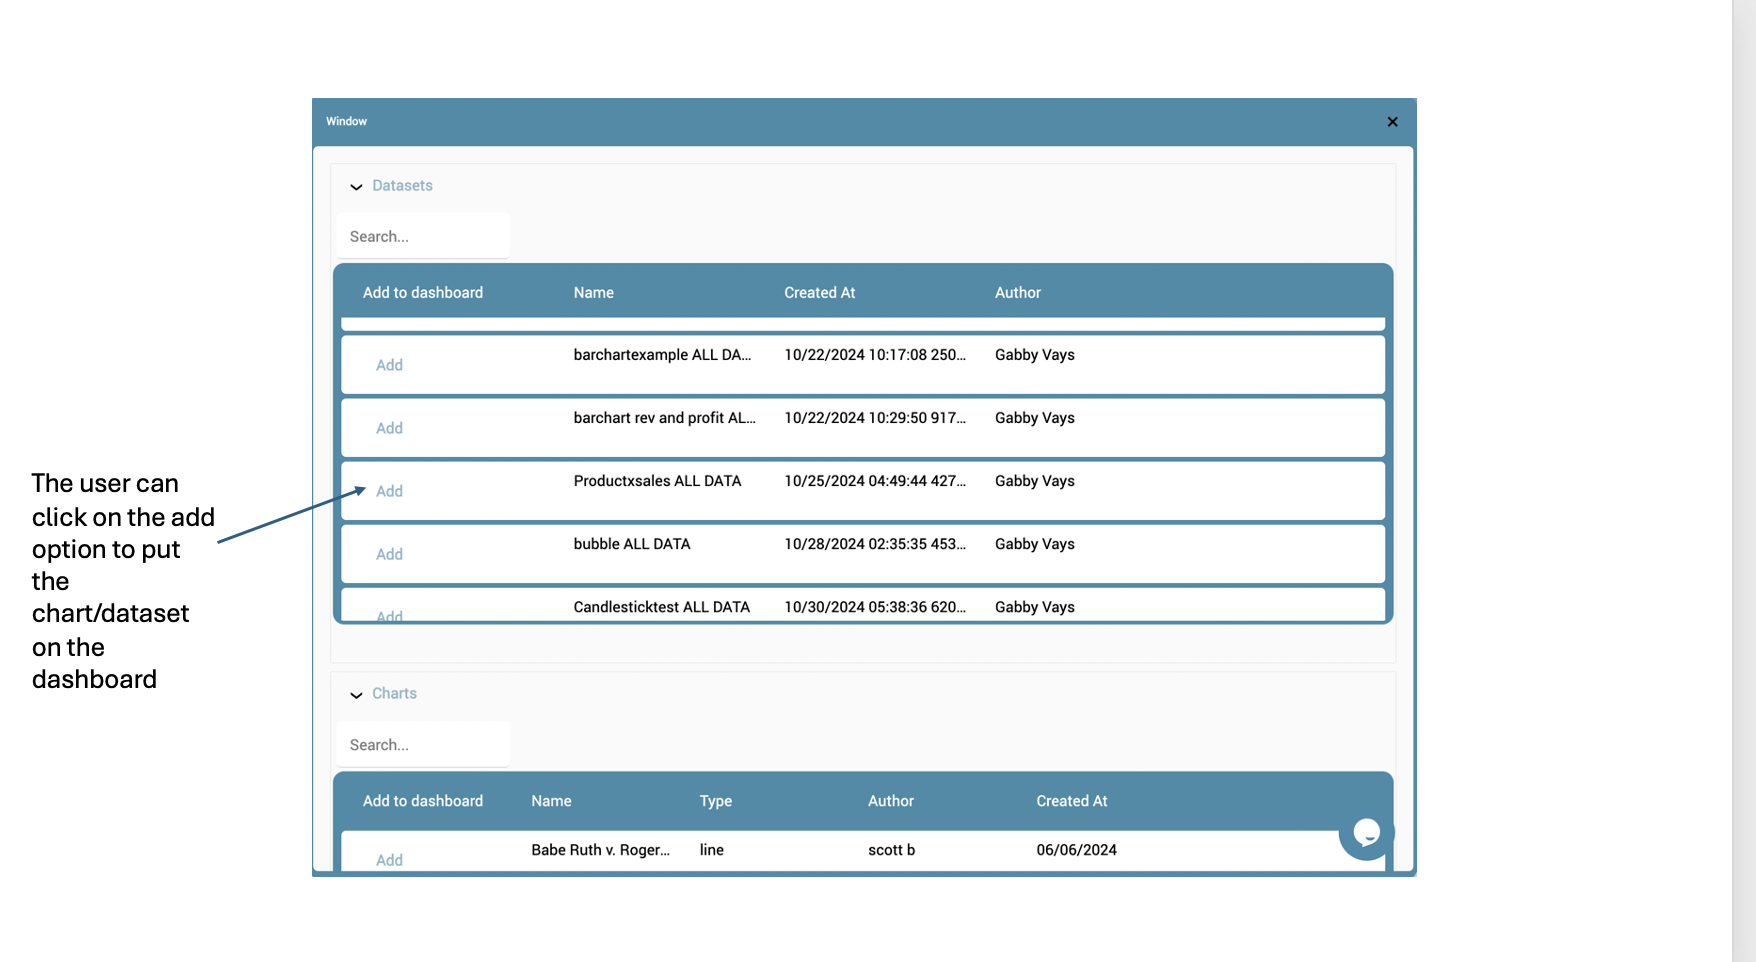 Window
Datasets
Search...
Add to dashboard Name Created At Author
Add barchartexample ALL DA... 10/22/2024 10:17:08 250... Gabby Vays
Add barchart rev and profit AL... 10/22/2024 10:29:50 917... Gabby Vays
Add Productxsales ALL DATA 10/25/2024 04:49:44 427... Gabby Vays
Add bubble ALL DATA 10/28/2024 02:35:35 453... Gabby Vays
Add Candlesticktest ALL DATA 10/30/2024 05:38:36 620... Gabby Vays
The user can
click on the add
option to put
the
chart/dataset
on the
dashboard
Charts
Search...
Add to dashboard Name Type Author Created At
Add Babe Ruth v. Roger... line scott b 06/06/2024